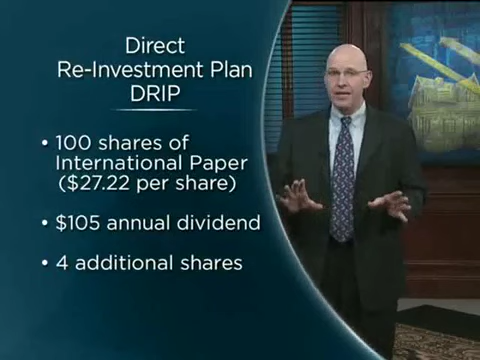 Direct
Re-Investment Plan
DRIP
• 100 shares of
International Paper
($27.22 per share)
• $105 annual dividend
• 4 additional shares